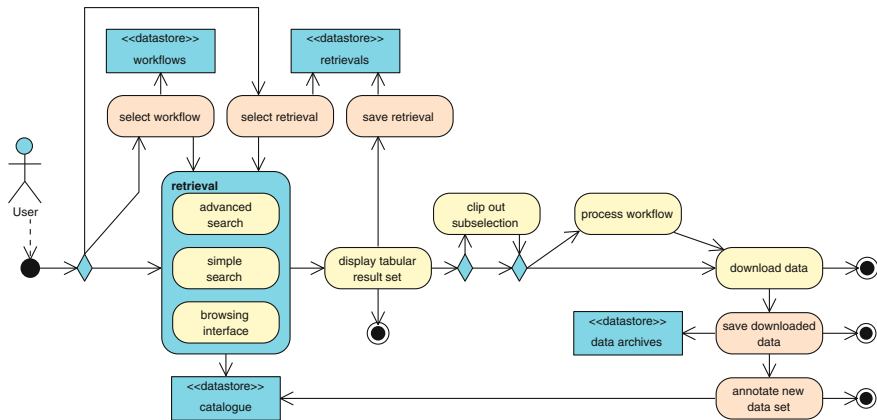 <<datastore>>
workflows
<<datastore>>
retrievals
select workflow
select retrieval
save retrieval
User
retrieval
advanced
search
simple
search
browsing
interface
display tabular
result set
clip out
subselection
process workflow
download data
<<datastore>>
data archives
save downloaded
data
<<datastore>>
catalogue
annotate new
data set